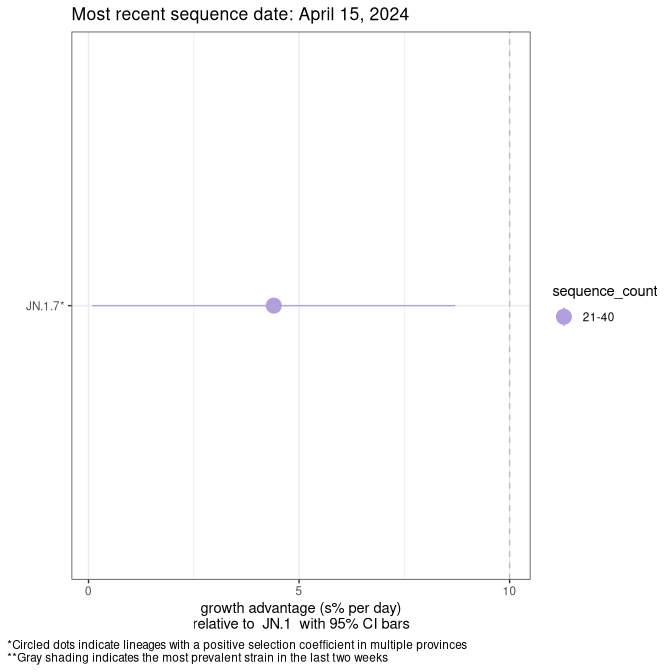 Most recent sequence date: April 15, 2024
JN.1.7*
sequence_count
21-40
0 5 10
growth advantage (s% per day)
relative to JN.1 with 95% CI bars
*Circled dots indicate lineages with a positive selection coefficient in multiple provinces
**Gray shading indicates the most prevalent strain in the last two weeks